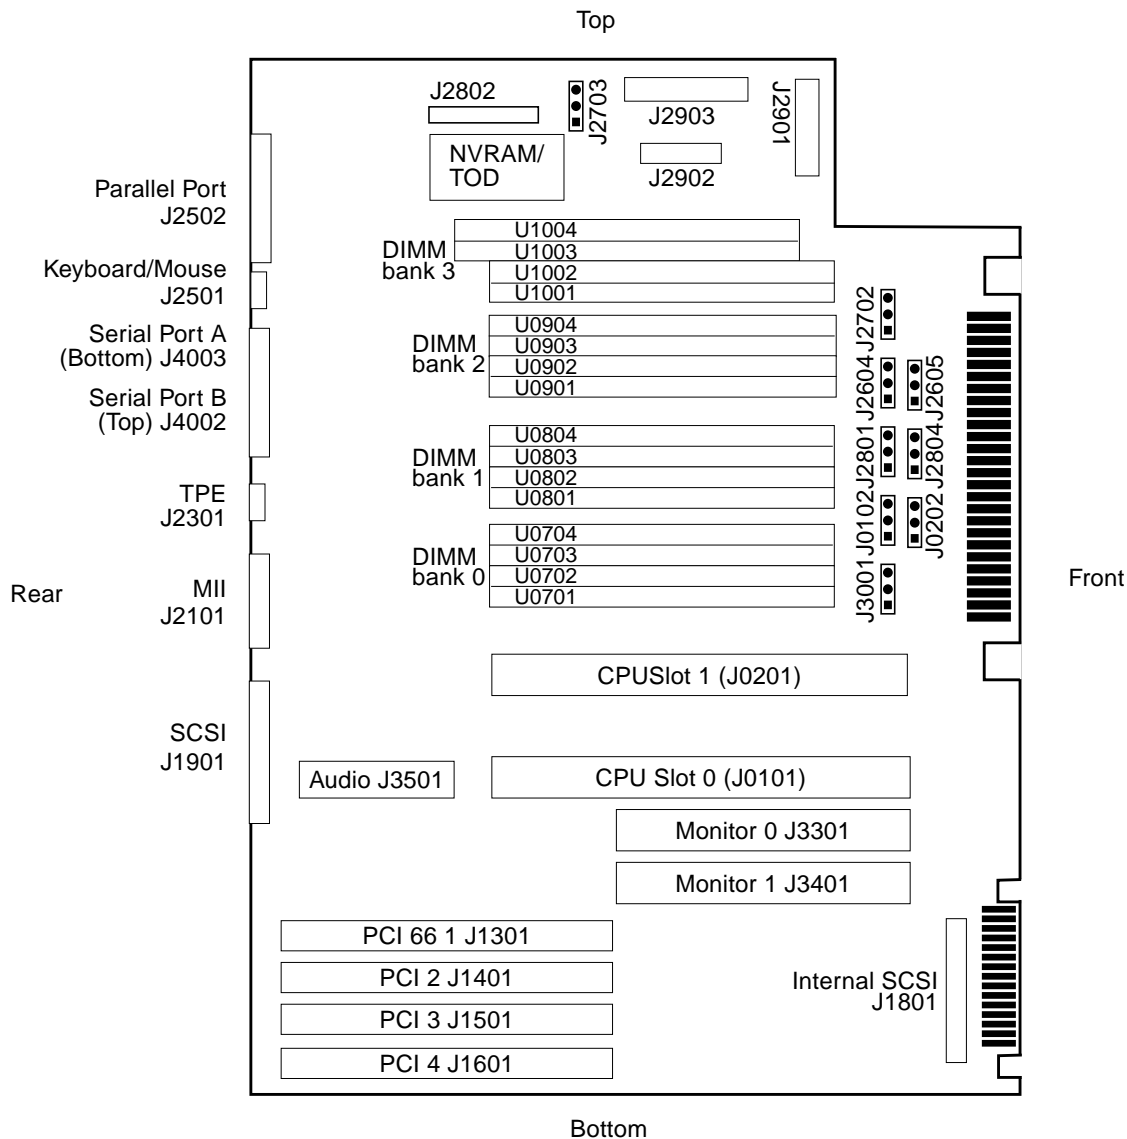 Top
J2802
J2703
J2903
J2901
NVRAM/
TOD
J2902
Parallel Port
J2502
Keyboard/Mouse
J2501
Serial Port A
(Bottom) J4003
Serial Port B
(Top) J4002
TPE
J2301
MII
J2101
SCSI
J1901
Rear
DIMM
bank 3
U1004
U1003
U1002
U1001
DIMM
bank 2
U0904
U0903
U0902
U0901
DIMM
bank 1
U0804
U0803
U0802
U0801
DIMM
bank 0
U0704
U0703
U0702
U0701
J2702
J2604
J2605
J2801
J2804
J0102
J0202
J3001
Front
CPUSlot 1 (J0201)
Audio J3501
CPU Slot 0 (J0101)
Monitor 0 J3301
Monitor 1 J3401
PCI 66 1 J1301
PCI 2 J1401
PCI 3 J1501
PCI 4 J1601
Internal SCSI
J1801
Bottom